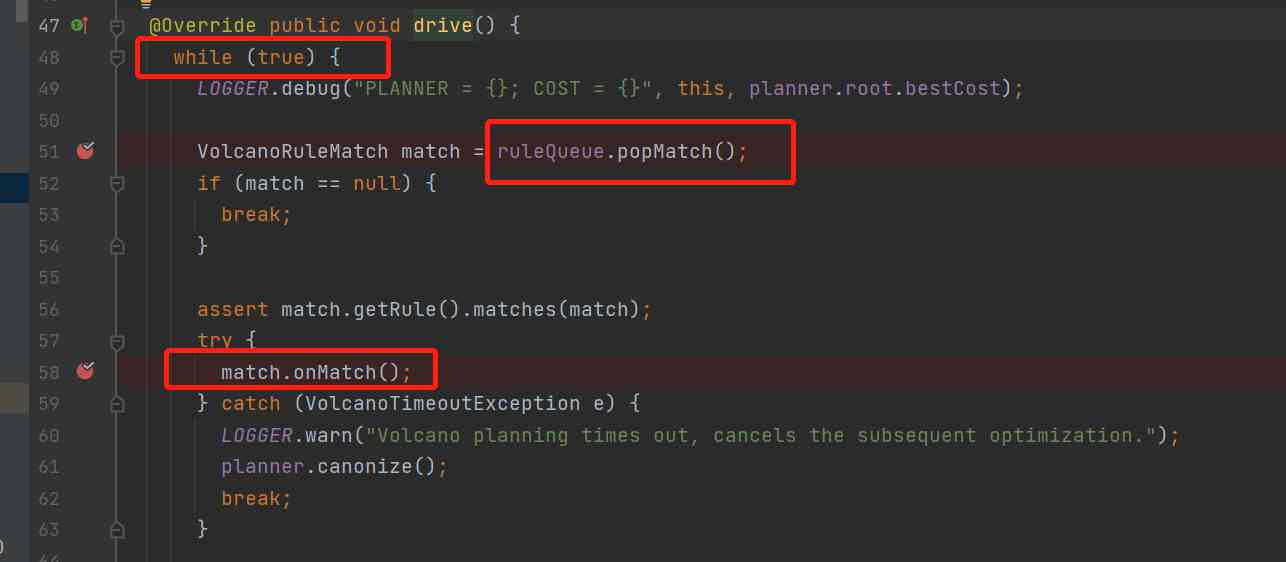 47 @Override public void drive() {
48 while (true) {
49 LOGGER.debug("PLANNER = {}; COST = {}", this, planner.root.bestCost);
50
51 VolcanoRuleMatch match = ruleQueue.popMatch();
52 if (match == null) {
53 break;
54 }
55
56 assert match.getRule().matches(match);
57 try {
58 match.onMatch();
59 } catch (VolcanoTimeoutException e) {
60 LOGGER.warn("Volcano planning times out, cancels the subsequent optimization.");
61 planner.canonize();
62 break;
63 }